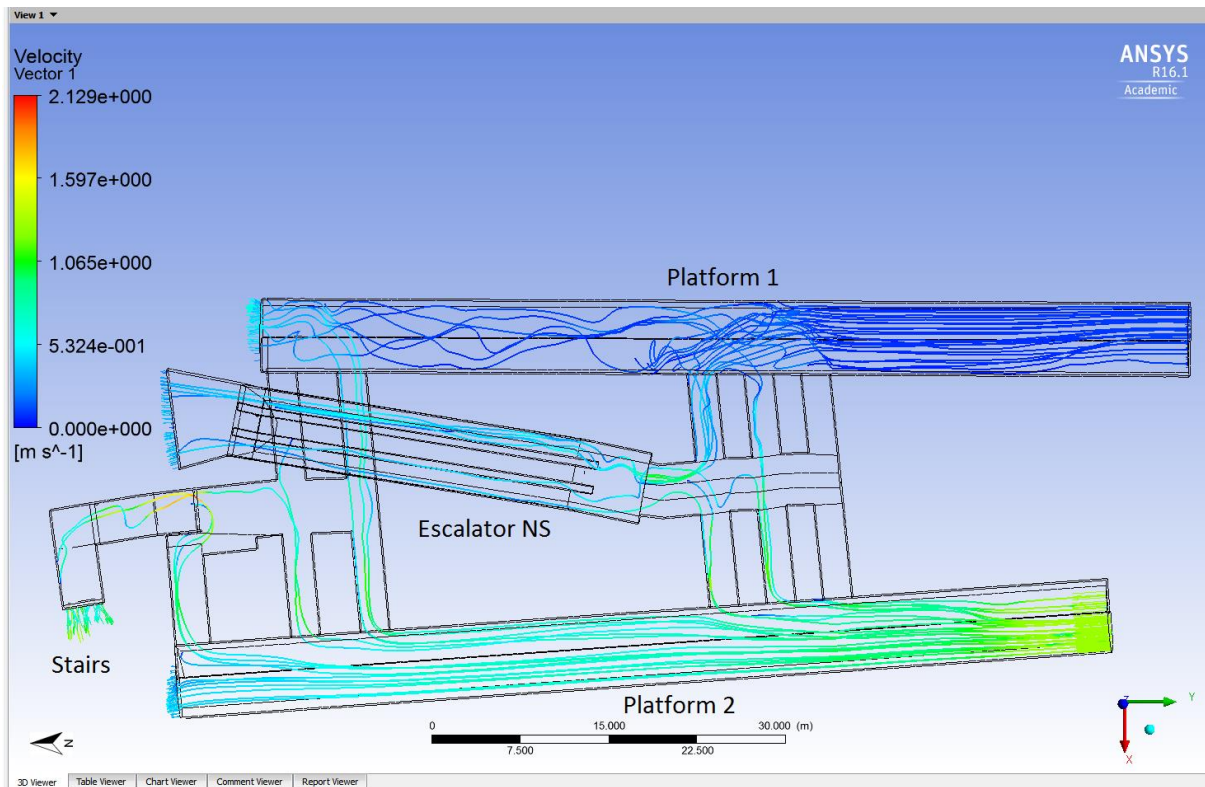 View 1
Velocity
Vector 1
2.129e+000
1.597e+000
1.065e+000
5.324e-001
0.000e+000
[m s^-1]
ANSYS
R16.1
Academic
Platform 1
Escalator NS
Stairs
Platform 2
N
0 15.000 30.000 (m)
7.500 22.500
Z
Y
X
3D Viewer Table Viewer Chart Viewer Comment Viewer Report Viewer